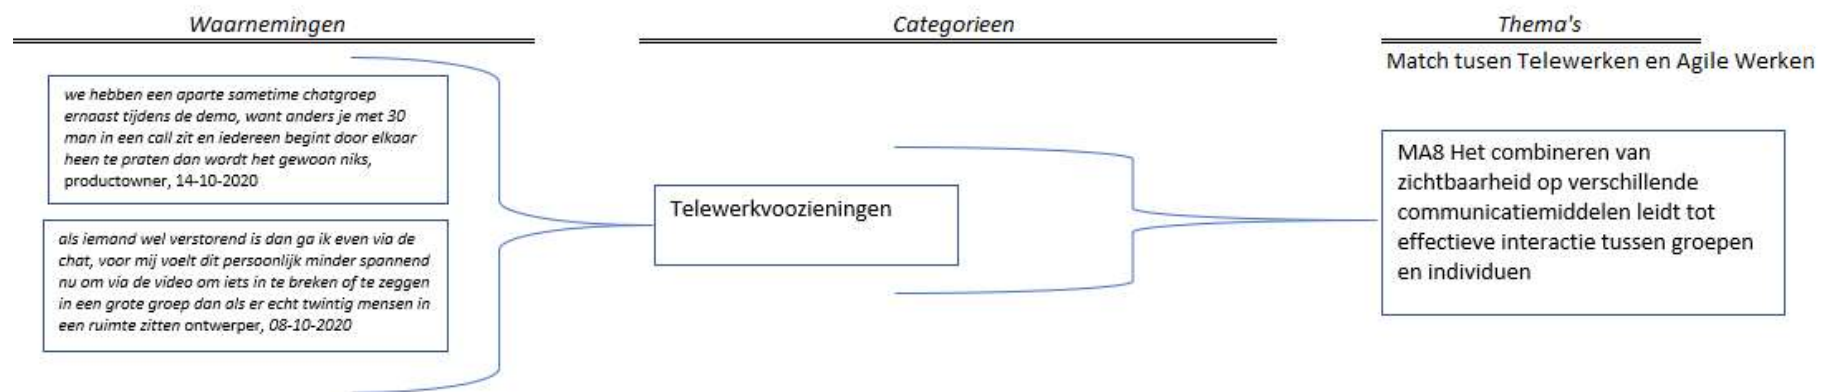 Waarnemingen
Categorieen
Thema's
Match tusen Telewerken en Agile Werken
we hebben een aparte sametime chatgroep
ernaast tijdens de demo, want anders je met 30
man in een call zit en iedereen begint door elkaar
heen te praten dan wordt het gewoon niks,
productowner, 14-10-2020
als iemand wel verstorend is dan ga ik even via de
chat, voor mij voelt dit persoonlijk minder spannend
nu om via de video om iets in te breken of te zeggen
in een grote groep dan als er echt twintig mensen in
een ruimte zitten ontwerper, 08-10-2020
Telewerkvoozieningen
MA8 Het combineren van
zichtbaarheid op verschillende
communicatiemiddelen leidt tot
effectieve interactie tussen groepen
en individuen